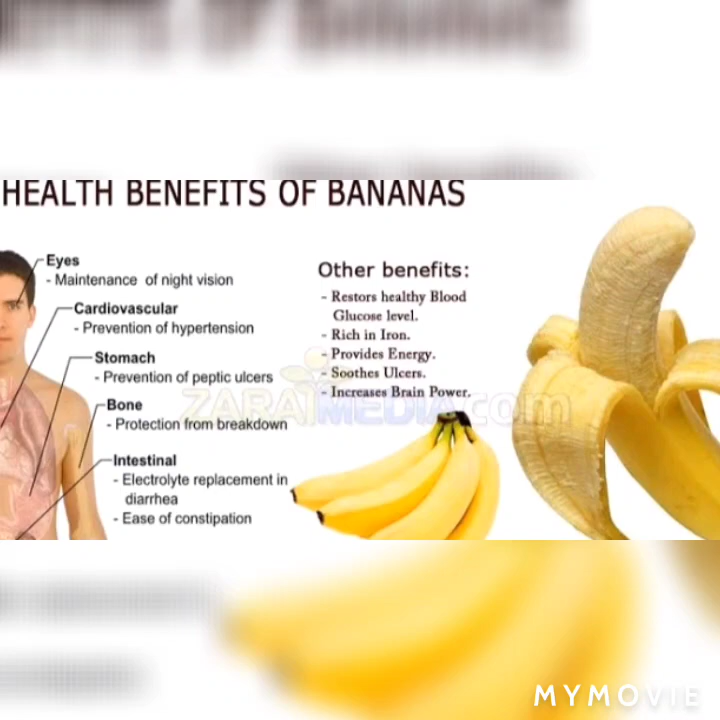 HEALTH BENEFITS OF BANANAS
Eyes
- Maintenance of night vision
Cardiovascular
- Prevention of hypertension
Stomach
- Prevention of peptic ulcers
Bone
- Protection from breakdown
Intestinal
- Electrolyte replacement in
diarrhea
- Ease of constipation
Other benefits:
- Restors healthy Blood
Glucose level.
- Rich in Iron.
- Provides Energy.
- Soothes Ulcers.
- Increases Brain Power.
ZARATMEDIA.com
MYMOVIE